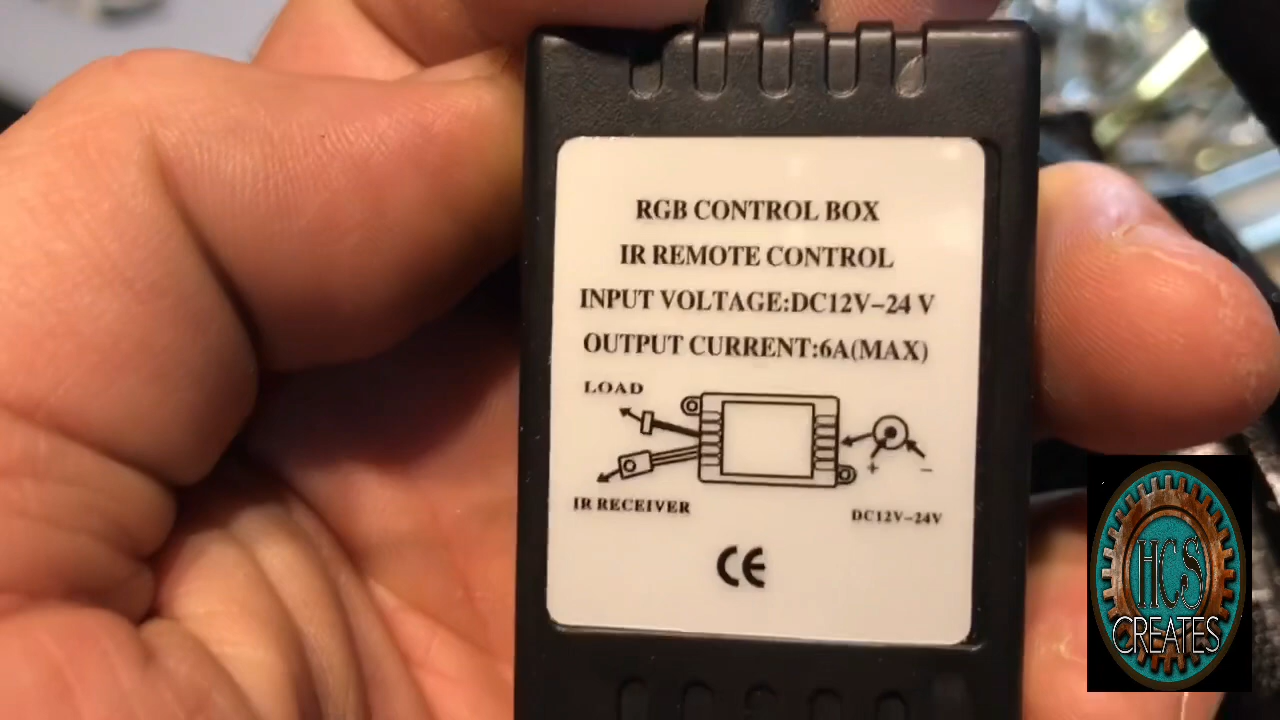 RGB CONTROL BOX
IR REMOTE CONTROL
INPUT VOLTAGE:DC12V-24 V
OUTPUT CURRENT:6A(MAX)
LOAD
+ -
IR RECEIVER
DC12V-24V
CE
HCS
CREATES